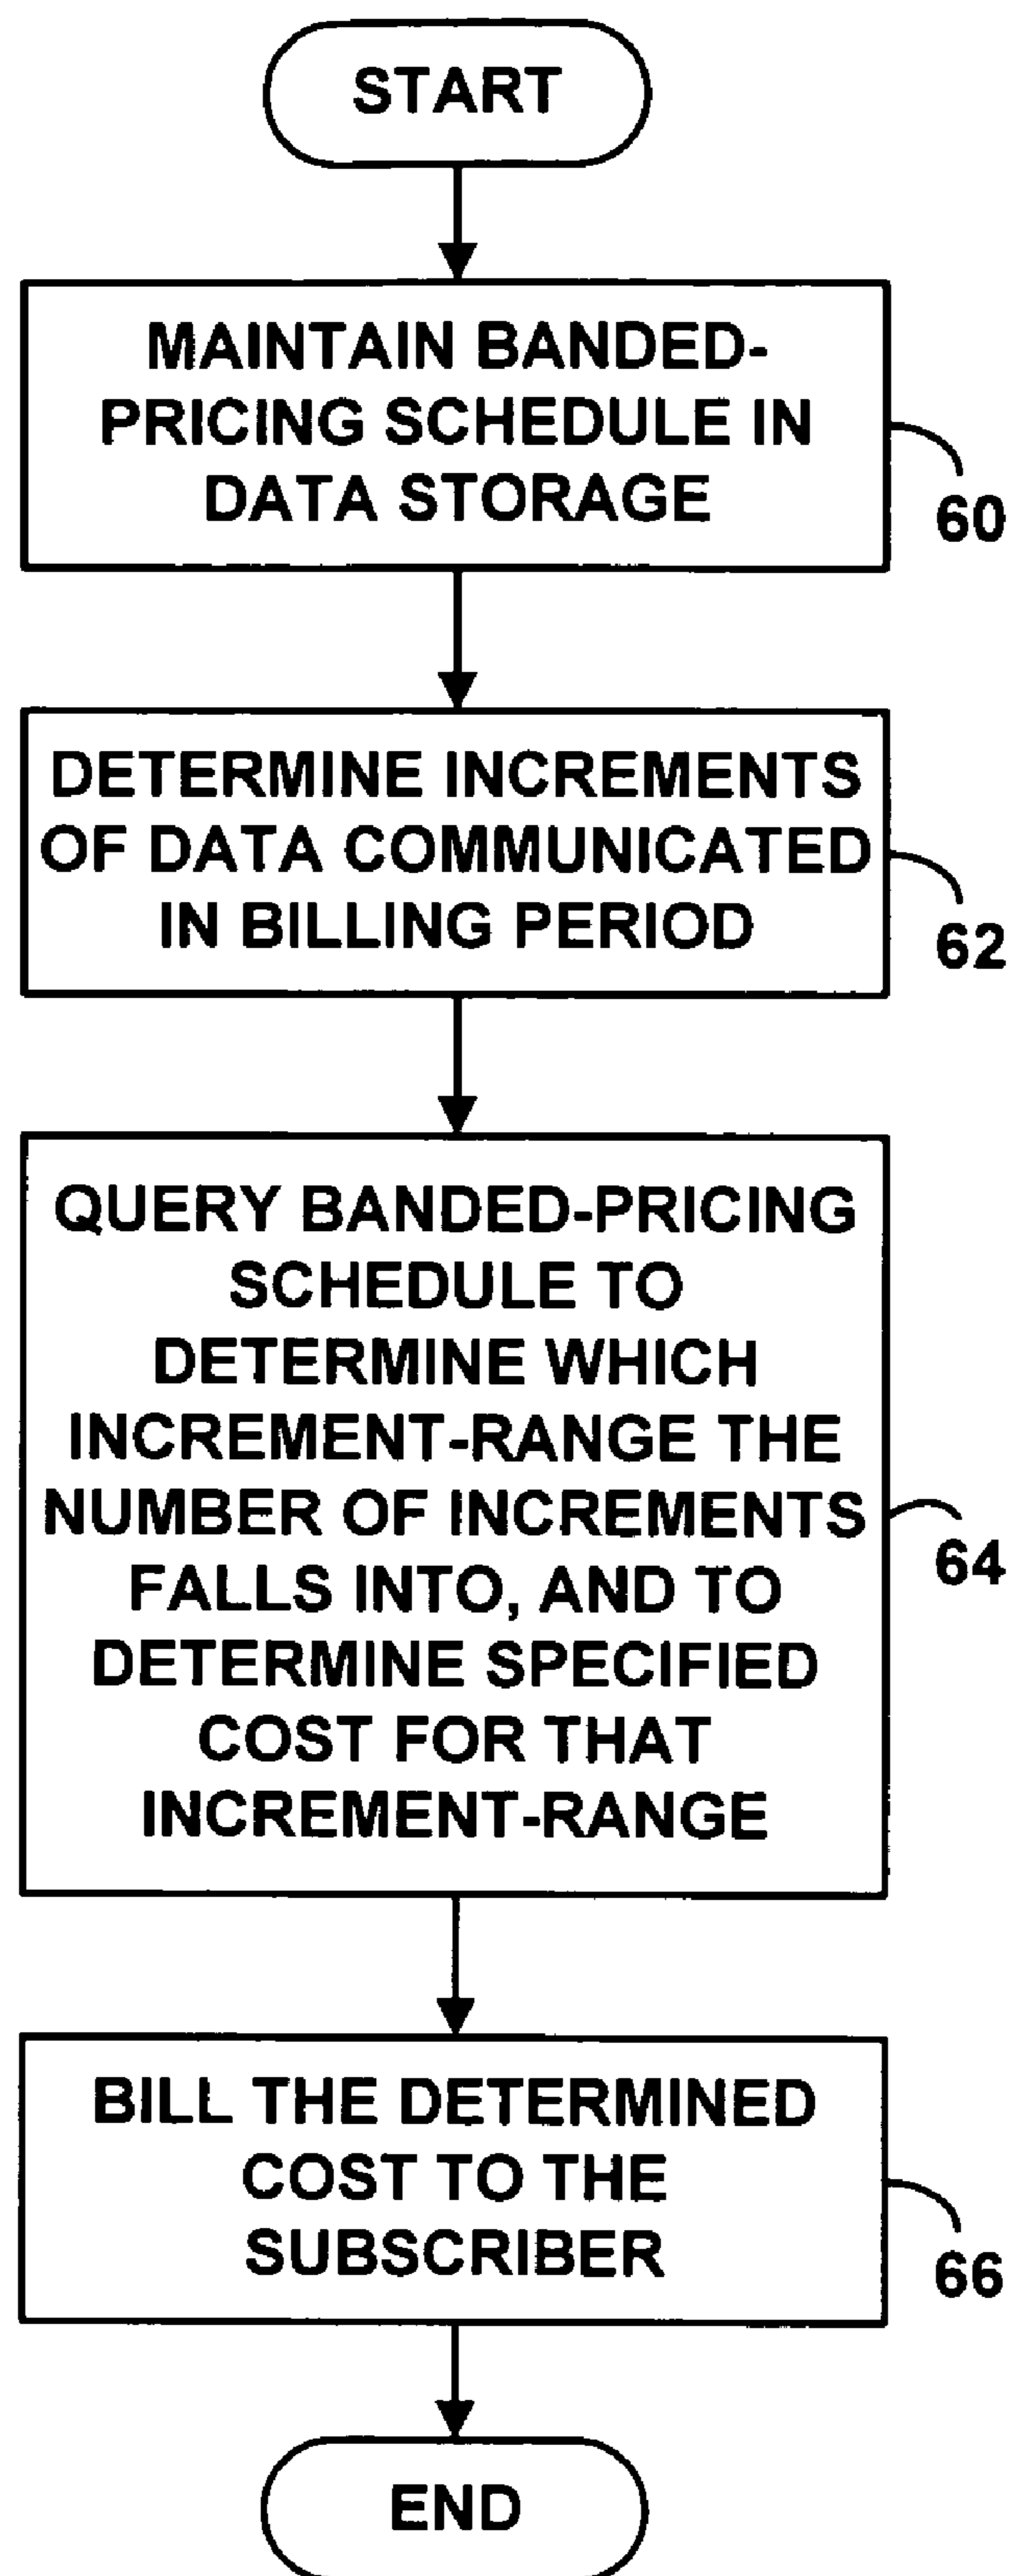 START
MAINTAIN BANDED-
PRICING SCHEDULE IN
DATA STORAGE
60
DETERMINE INCREMENTS
OF DATA COMMUNICATED
IN BILLING PERIOD
62
QUERY BANDED-PRICING
SCHEDULE TO
DETERMINE WHICH
INCREMENT-RANGE THE
NUMBER OF INCREMENTS
FALLS INTO, AND TO
DETERMINE SPECIFIED
COST FOR THAT
INCREMENT-RANGE
64
BILL THE DETERMINED
COST TO THE
SUBSCRIBER
66
END